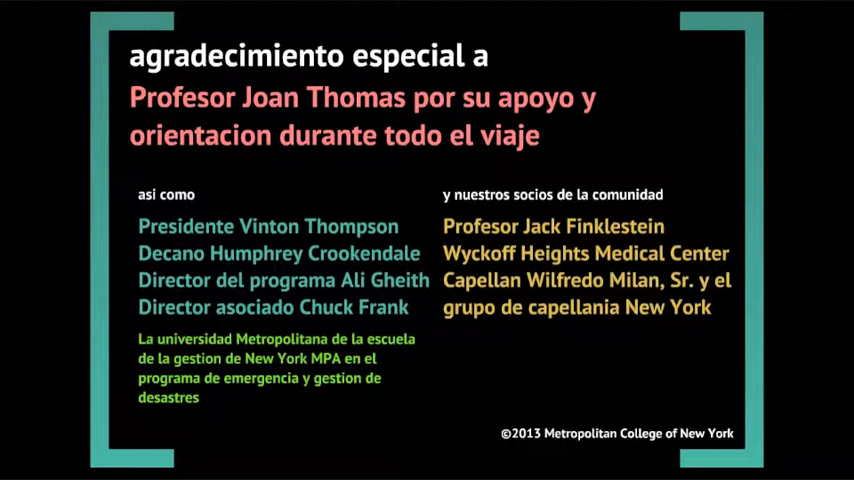 agradecimiento especial a
Profesor Joan Thomas por su apoyo y
orientacion durante todo el viaje
asi como
Presidente Vinton Thompson
Decano Humphrey Crookendale
Director del programa Ali Gheith
Director asociado Chuck Frank
La universidad Metropolitana de la escuela
de la gestion de New York MPA en el
programa de emergencia y gestion de
desastres
y nuestros socios de la comunidad
Profesor Jack Finklestein
Wyckoff Heights Medical Center
Capellan Wilfredo Milan, Sr. y el
grupo de capellania New York
©2013 Metropolitan College of New York